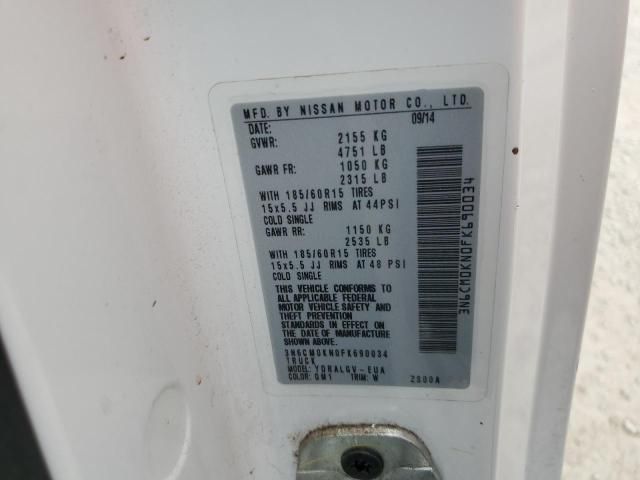 MFD. BY NISSAN MOTOR CO., LTD.
DATE: 09/14
GVWR: 2155 KG
4751 LB
GAWR FR: 1050 KG
2315 LB
WITH 185/60R15 TIRES
15x5.5 JJ RIMS AT 44PSI
COLD SINGLE
GAWR RR: 1150 KG
2535 LB
WITH 185/60R15 TIRES
15x5.5 JJ RIMS AT 48 PSI
COLD SINGLE
THIS VEHICLE CONFORMS TO
ALL APPLICABLE FEDERAL
MOTOR VEHICLE SAFETY AND
THEFT PREVENTION
STANDARDS IN EFFECT ON
THE DATE OF MANUFACTURE
SHOWN ABOVE.
3N6CM0KN0FK690034
TRUCK
MODEL: YDRALGV-EUA
COLOR: QM1 TRIM: W 2S00A
3N6CM0KN0FK690034